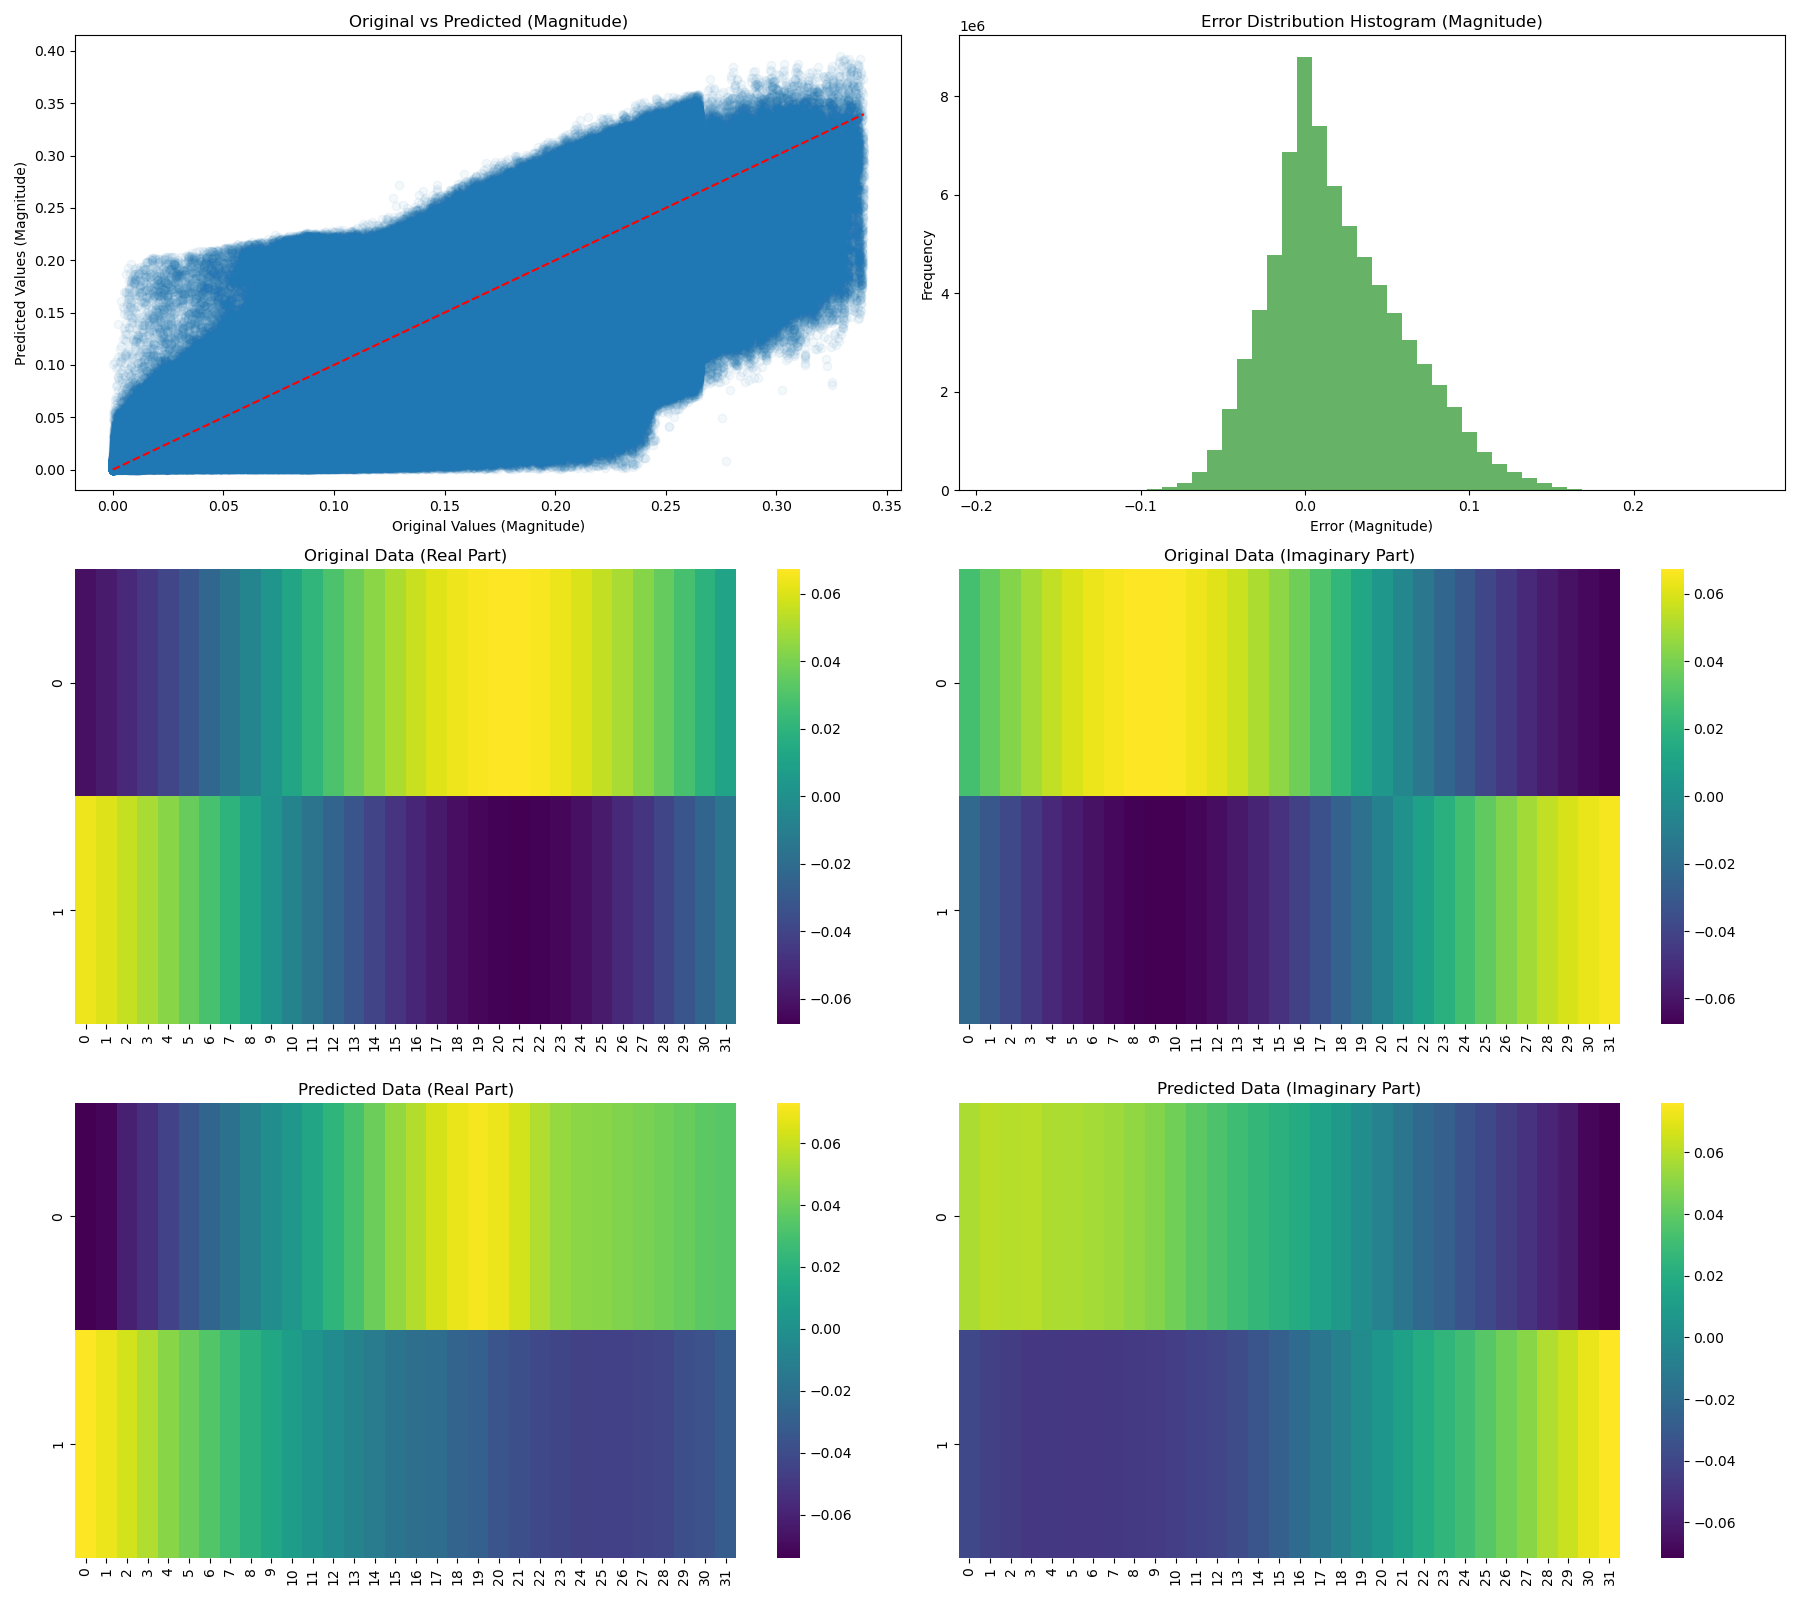 Original vs Predicted (Magnitude)
0.40
0.35
0.30
0.25
0.20
0.15
0.10
0.05
0.00
Predicted Values (Magnitude)
0.00 0.05 0.10 0.15 0.20 0.25 0.30 0.35
Original Values (Magnitude)
Error Distribution Histogram (Magnitude)
1e6
8
6
4
2
0
Frequency
−0.2 −0.1 0.0 0.1 0.2
Error (Magnitude)
Original Data (Real Part)
0
1
0 1 2 3 4 5 6 7 8 9 10 11 12 13 14 15 16 17 18 19 20 21 22 23 24 25 26 27 28 29 30 31
0.06
0.04
0.02
0.00
−0.02
−0.04
−0.06
Original Data (Imaginary Part)
0
1
0 1 2 3 4 5 6 7 8 9 10 11 12 13 14 15 16 17 18 19 20 21 22 23 24 25 26 27 28 29 30 31
0.06
0.04
0.02
0.00
−0.02
−0.04
−0.06
Predicted Data (Real Part)
0
1
0 1 2 3 4 5 6 7 8 9 10 11 12 13 14 15 16 17 18 19 20 21 22 23 24 25 26 27 28 29 30 31
0.06
0.04
0.02
0.00
−0.02
−0.04
−0.06
Predicted Data (Imaginary Part)
0
1
0 1 2 3 4 5 6 7 8 9 10 11 12 13 14 15 16 17 18 19 20 21 22 23 24 25 26 27 28 29 30 31
0.06
0.04
0.02
0.00
−0.02
−0.04
−0.06